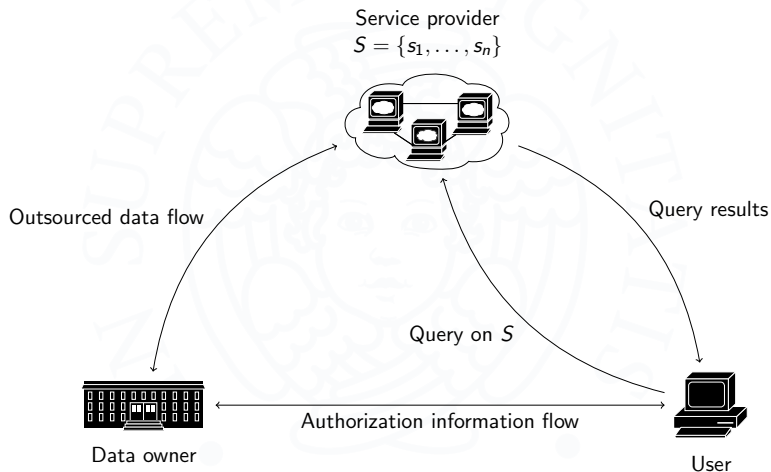 Service provider
S = {s₁, . . . , sₙ}
Outsourced data flow
Query results
Query on S
Authorization information flow
Data owner
User